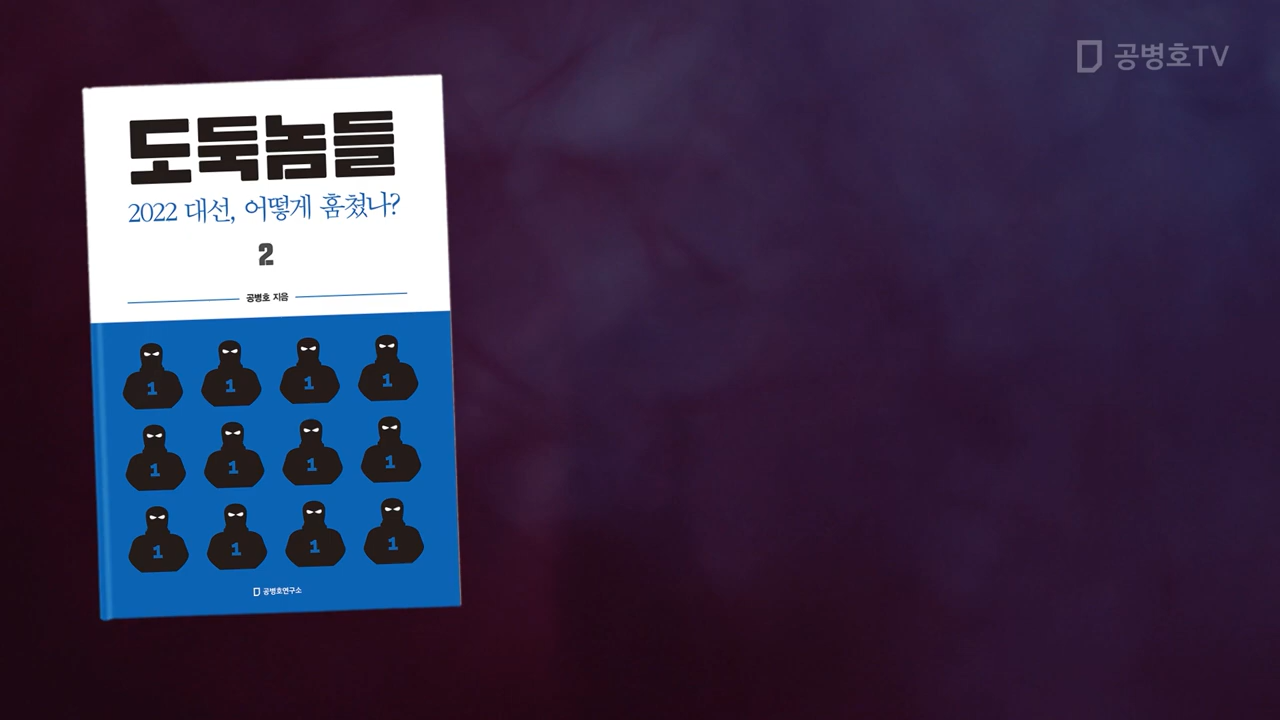 공병호TV
도둑놈들
2022 대선, 어떻게 훔쳤나?
2
공병호 지음
1 1 1 1
1 1 1 1
1 1 1 1
공병호연구소